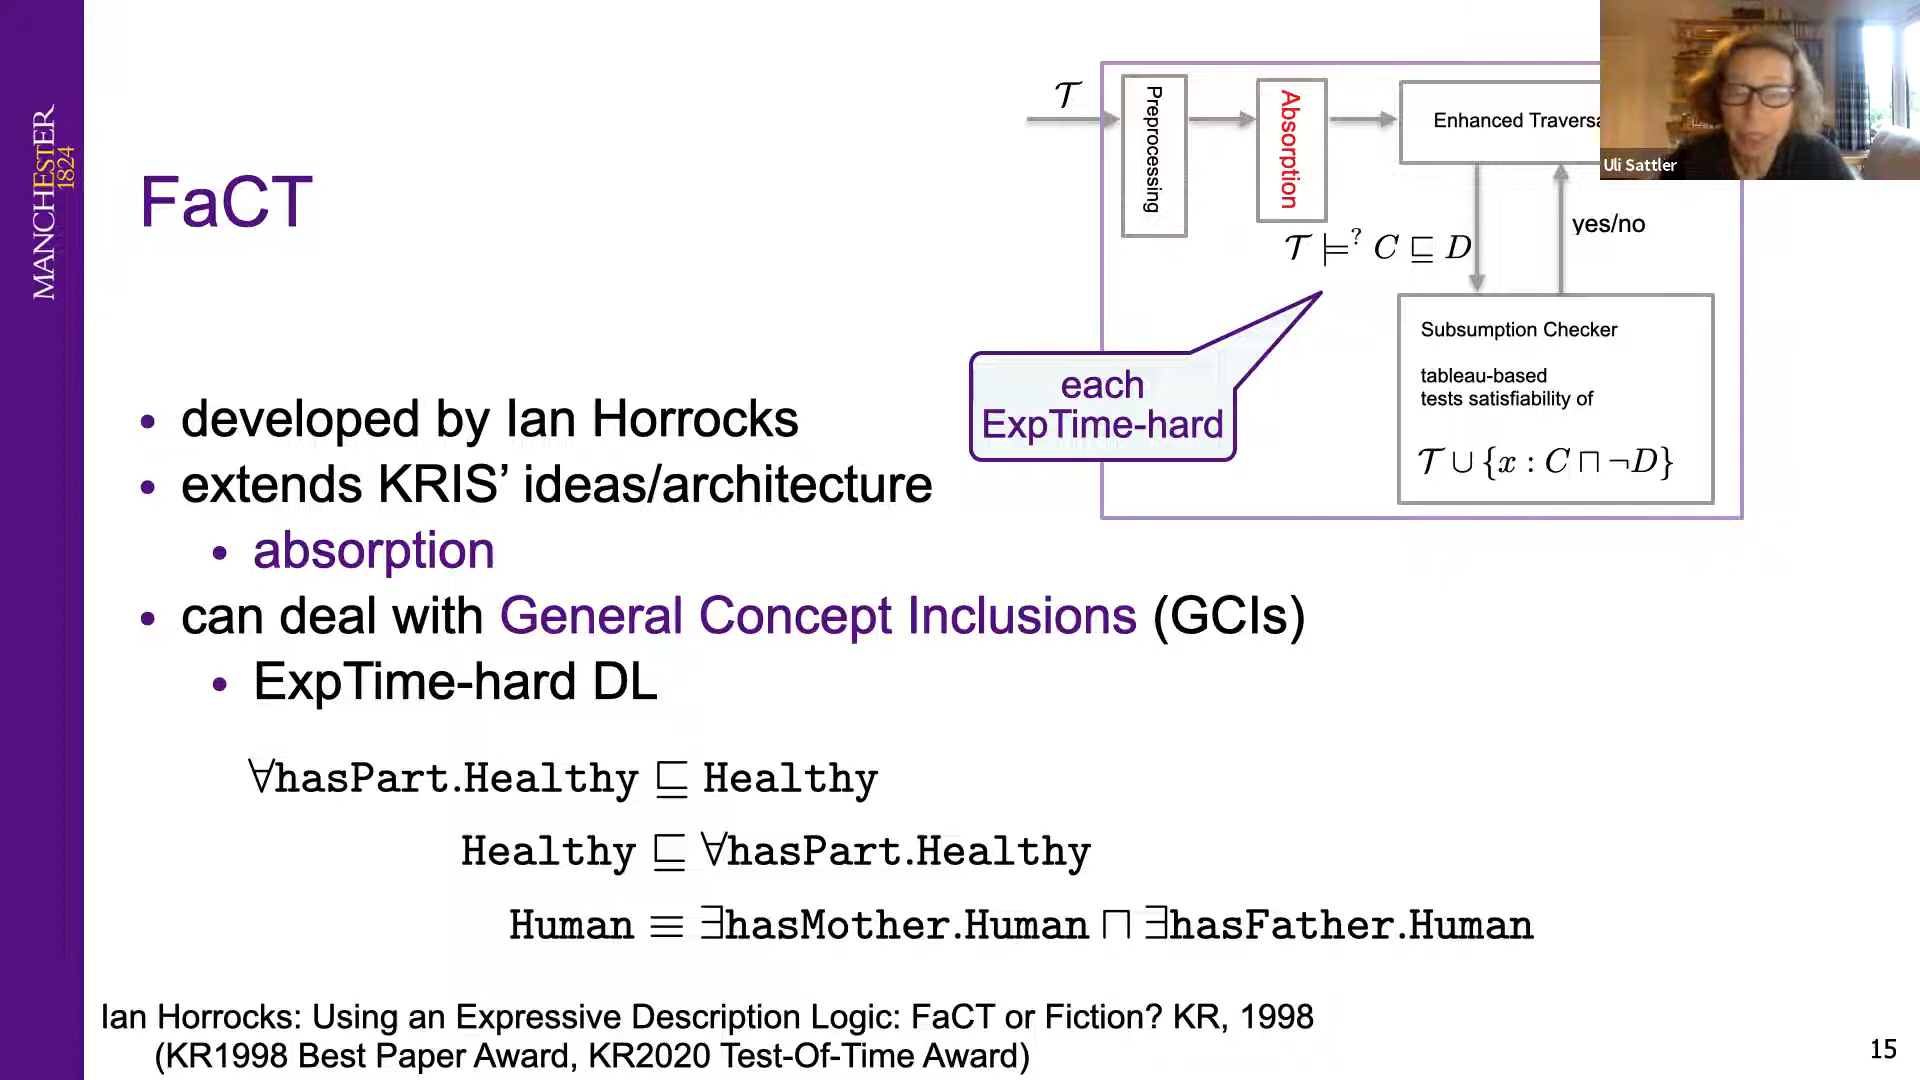 MANCHESTER
1824
FaCT
𝒯
Preprocessing
Absorption
Enhanced Traversa
Uli Sattler
yes/no
𝒯 ⊨? C ⊑ D
Subsumption Checker
tableau-based
tests satisfiability of
𝒯 ∪ {x : C ⊓ ¬D}
each
ExpTime-hard
• developed by Ian Horrocks
• extends KRIS’ ideas/architecture
• absorption
• can deal with General Concept Inclusions (GCIs)
• ExpTime-hard DL
∀hasPart.Healthy ⊑ Healthy
Healthy ⊑ ∀hasPart.Healthy
Human ≡ ∃hasMother.Human ⊓ ∃hasFather.Human
Ian Horrocks: Using an Expressive Description Logic: FaCT or Fiction? KR, 1998
(KR1998 Best Paper Award, KR2020 Test-Of-Time Award)
15